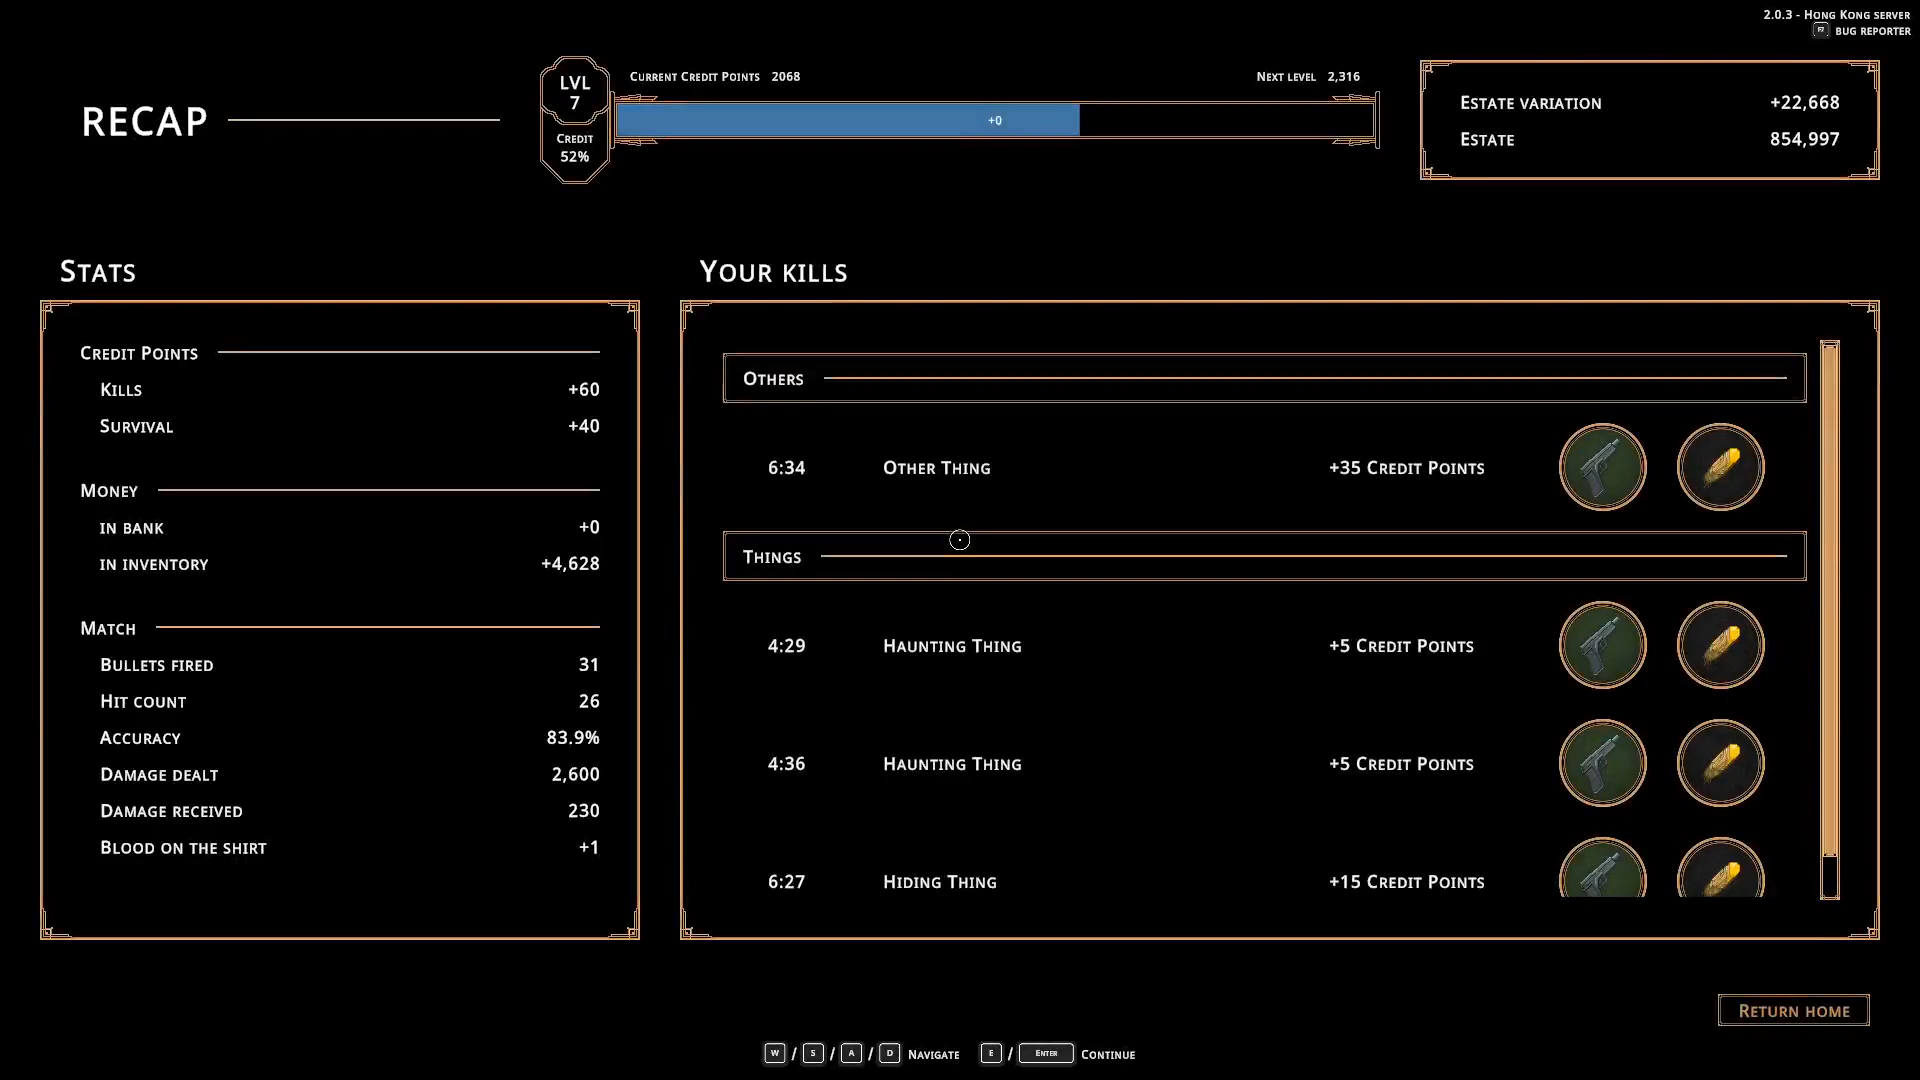 2.0.3 - Hong Kong server
F7 BUG REPORTER
RECAP
LVL
7
Credit
52%
Current Credit Points 2068
Next level 2,316
+0
Estate variation +22,668
Estate 854,997
Stats
Your kills
Credit Points
Kills +60
Survival +40
Money
in bank +0
in inventory +4,628
Match
Bullets fired 31
Hit count 26
Accuracy 83.9%
Damage dealt 2,600
Damage received 230
Blood on the shirt +1
Others
6:34 Other Thing +35 Credit Points
Things
4:29 Haunting Thing +5 Credit Points
4:36 Haunting Thing +5 Credit Points
6:27 Hiding Thing +15 Credit Points
Return home
W / S / A / D Navigate E / Enter Continue